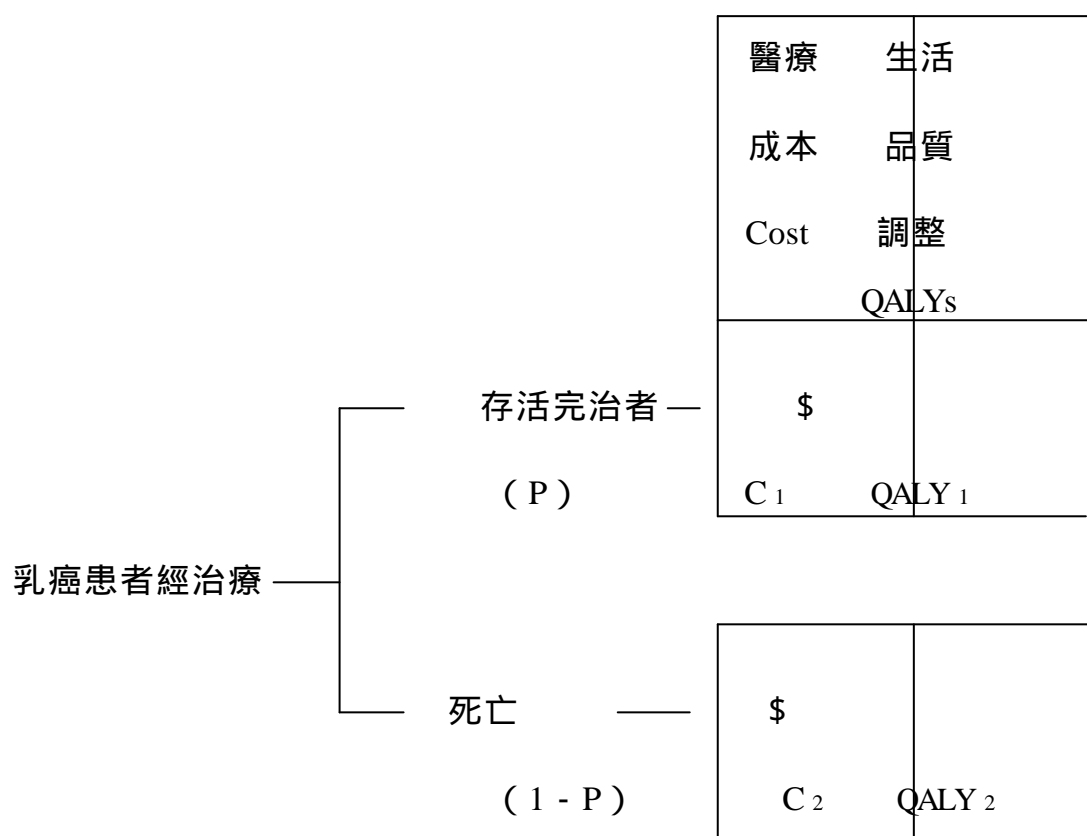 醫療 生活
成本 品質
Cost 調整
QALYs
存活完治者 $
（P） C 1 QALY 1
乳癌患者經治療
死亡 $
（1 - P） C 2 QALY 2